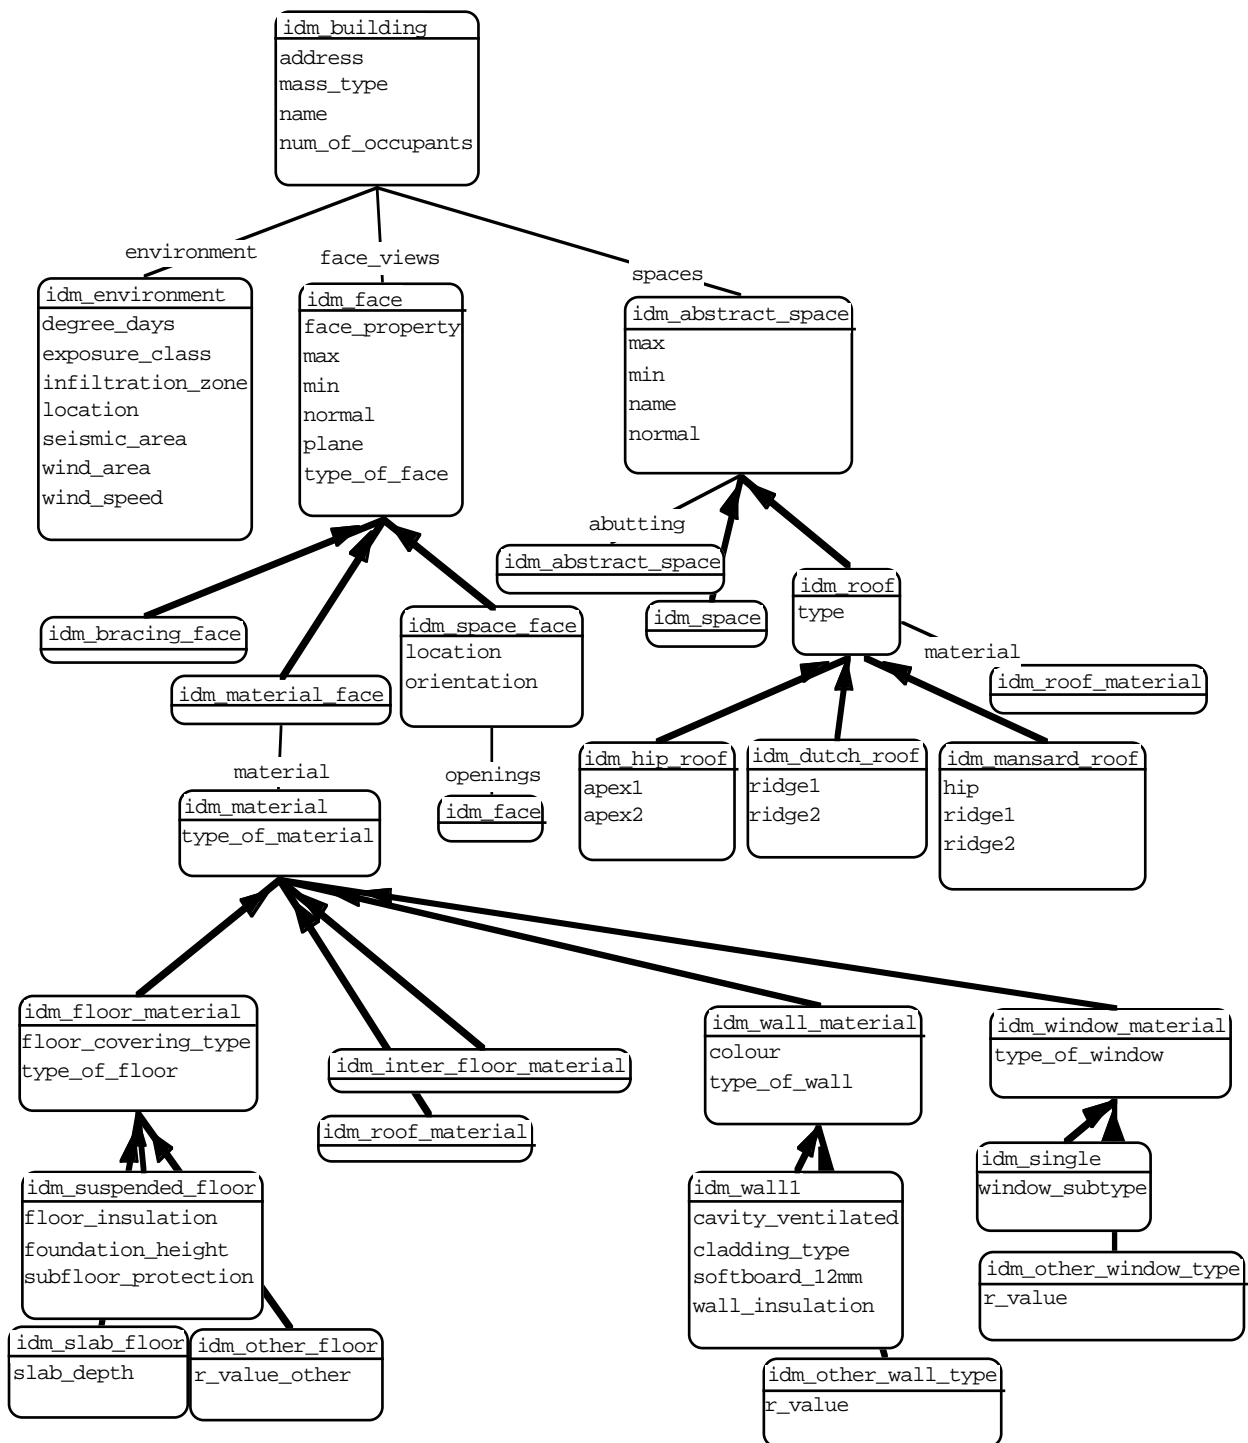 idm_building
address
mass_type
name
num_of_occupants
environment
face_views
spaces
idm_environment
degree_days
exposure_class
infiltration_zone
location
seismic_area
wind_area
wind_speed
idm_face
face_property
max
min
normal
plane
type_of_face
idm_abstract_space
max
min
name
normal
abutting
idm_abstract_space
idm_space
idm_roof
type
material
idm_roof_material
idm_bracing_face
idm_material_face
idm_space_face
location
orientation
material
openings
idm_face
idm_hip_roof
apex1
apex2
idm_dutch_roof
ridge1
ridge2
idm_mansard_roof
hip
ridge1
ridge2
idm_material
type_of_material
idm_floor_material
floor_covering_type
type_of_floor
idm_inter_floor_material
idm_roof_material
idm_wall_material
colour
type_of_wall
idm_window_material
type_of_window
idm_suspended_floor
floor_insulation
foundation_height
subfloor_protection
idm_slab_floor
slab_depth
idm_other_floor
r_value_other
idm_wall1
cavity_ventilated
cladding_type
softboard_12mm
wall_insulation
idm_other_wall_type
r_value
idm_single
window_subtype
idm_other_window_type
r_value